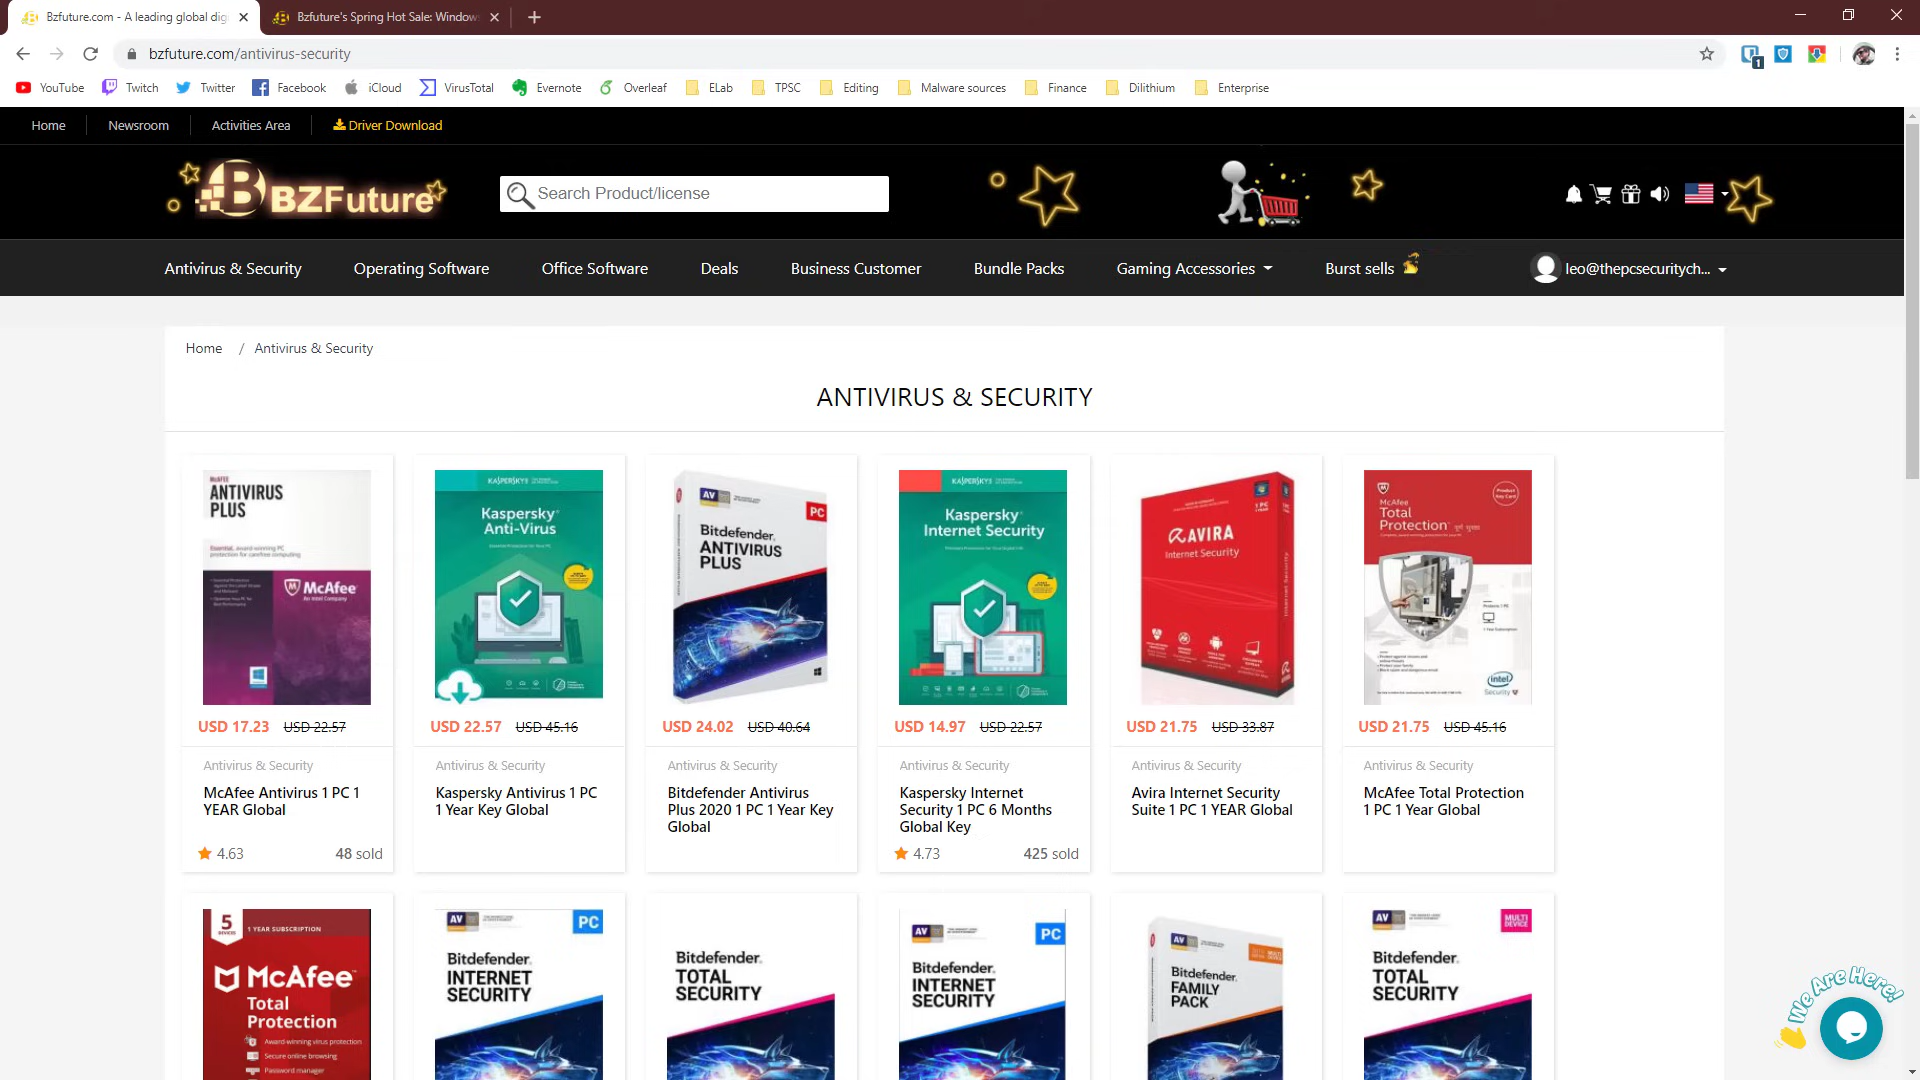 Bzfuture.com - A leading global dig
Bzfuture's Spring Hot Sale: Window
bzfuture.com/antivirus-security
1
YouTube
Twitch
Twitter
Facebook
iCloud
VirusTotal
Evernote
Overleaf
ELab
TPSC
Editing
Malware sources
Finance
Dilithium
Enterprise
Home
Newsroom
Activities Area
Driver Download
BZFuture
Search Product/license
Antivirus & Security
Operating Software
Office Software
Deals
Business Customer
Bundle Packs
Gaming Accessories
Burst sells
leo@thepcsecuritych...
Home / Antivirus & Security
ANTIVIRUS & SECURITY
McAFEE
ANTIVIRUS
PLUS
Essential, award-winning PC
protection for carefree computing
McAfee
An Intel Company
USD 17.23 USD 22.57
Antivirus & Security
McAfee Antivirus 1 PC 1
YEAR Global
4.63
48 sold
KASPERSKY
Kaspersky
Anti-Virus
USD 22.57 USD 45.16
Antivirus & Security
Kaspersky Antivirus 1 PC
1 Year Key Global
AV
PC
Bitdefender
ANTIVIRUS
PLUS
USD 24.02 USD 40.64
Antivirus & Security
Bitdefender Antivirus
Plus 2020 1 PC 1 Year Key
Global
KASPERSKY
Kaspersky
Internet Security
USD 14.97 USD 22.57
Antivirus & Security
Kaspersky Internet
Security 1 PC 6 Months
Global Key
4.73
425 sold
AVIRA
Internet Security
USD 21.75 USD 33.87
Antivirus & Security
Avira Internet Security
Suite 1 PC 1 YEAR Global
McAfee
Total
Protection
Product
Key Card
intel
Security
USD 21.75 USD 45.16
Antivirus & Security
McAfee Total Protection
1 PC 1 Year Global
5
DEVICES
1 YEAR SUBSCRIPTION
McAfee
Total
Protection
Award-winning virus protection
Secure online browsing
Password manager
AV
PC
Bitdefender
INTERNET
SECURITY
AV
Bitdefender
TOTAL
SECURITY
AV
PC
Bitdefender
INTERNET
SECURITY
AV
Bitdefender
FAMILY
PACK
AV
MULTI
DEVICE
Bitdefender
TOTAL
SECURITY
We Are Here!